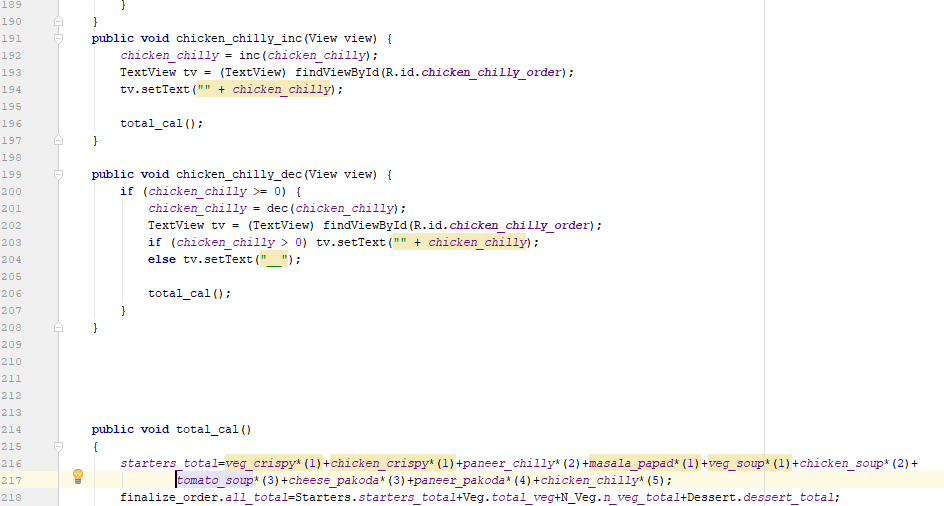 189 }
190 }
191 public void chicken_chilly_inc(View view) {
192 chicken_chilly = inc(chicken_chilly);
193 TextView tv = (TextView) findViewById(R.id.chicken_chilly_order);
194 tv.setText("" + chicken_chilly);
195
196 total_cal();
197 }
198
199 public void chicken_chilly_dec(View view) {
200 if (chicken_chilly >= 0) {
201 chicken_chilly = dec(chicken_chilly);
202 TextView tv = (TextView) findViewById(R.id.chicken_chilly_order);
203 if (chicken_chilly > 0) tv.setText("" + chicken_chilly);
204 else tv.setText("__");
205
206 total_cal();
207 }
208 }
209
210
211
212
213
214 public void total_cal()
215 {
216 starters_total=veg_crispy*(1)+chicken_crispy*(1)+paneer_chilly*(2)+masala_papad*(1)+veg_soup*(1)+chicken_soup*(2)+
217 tomato_soup*(3)+cheese_pakoda*(3)+paneer_pakoda*(4)+chicken_chilly*(5);
218 finalize_order.all_total=Starters.starters_total+Veg.total_veg+N_Veg.n_veg_total+Dessert.dessert_total;